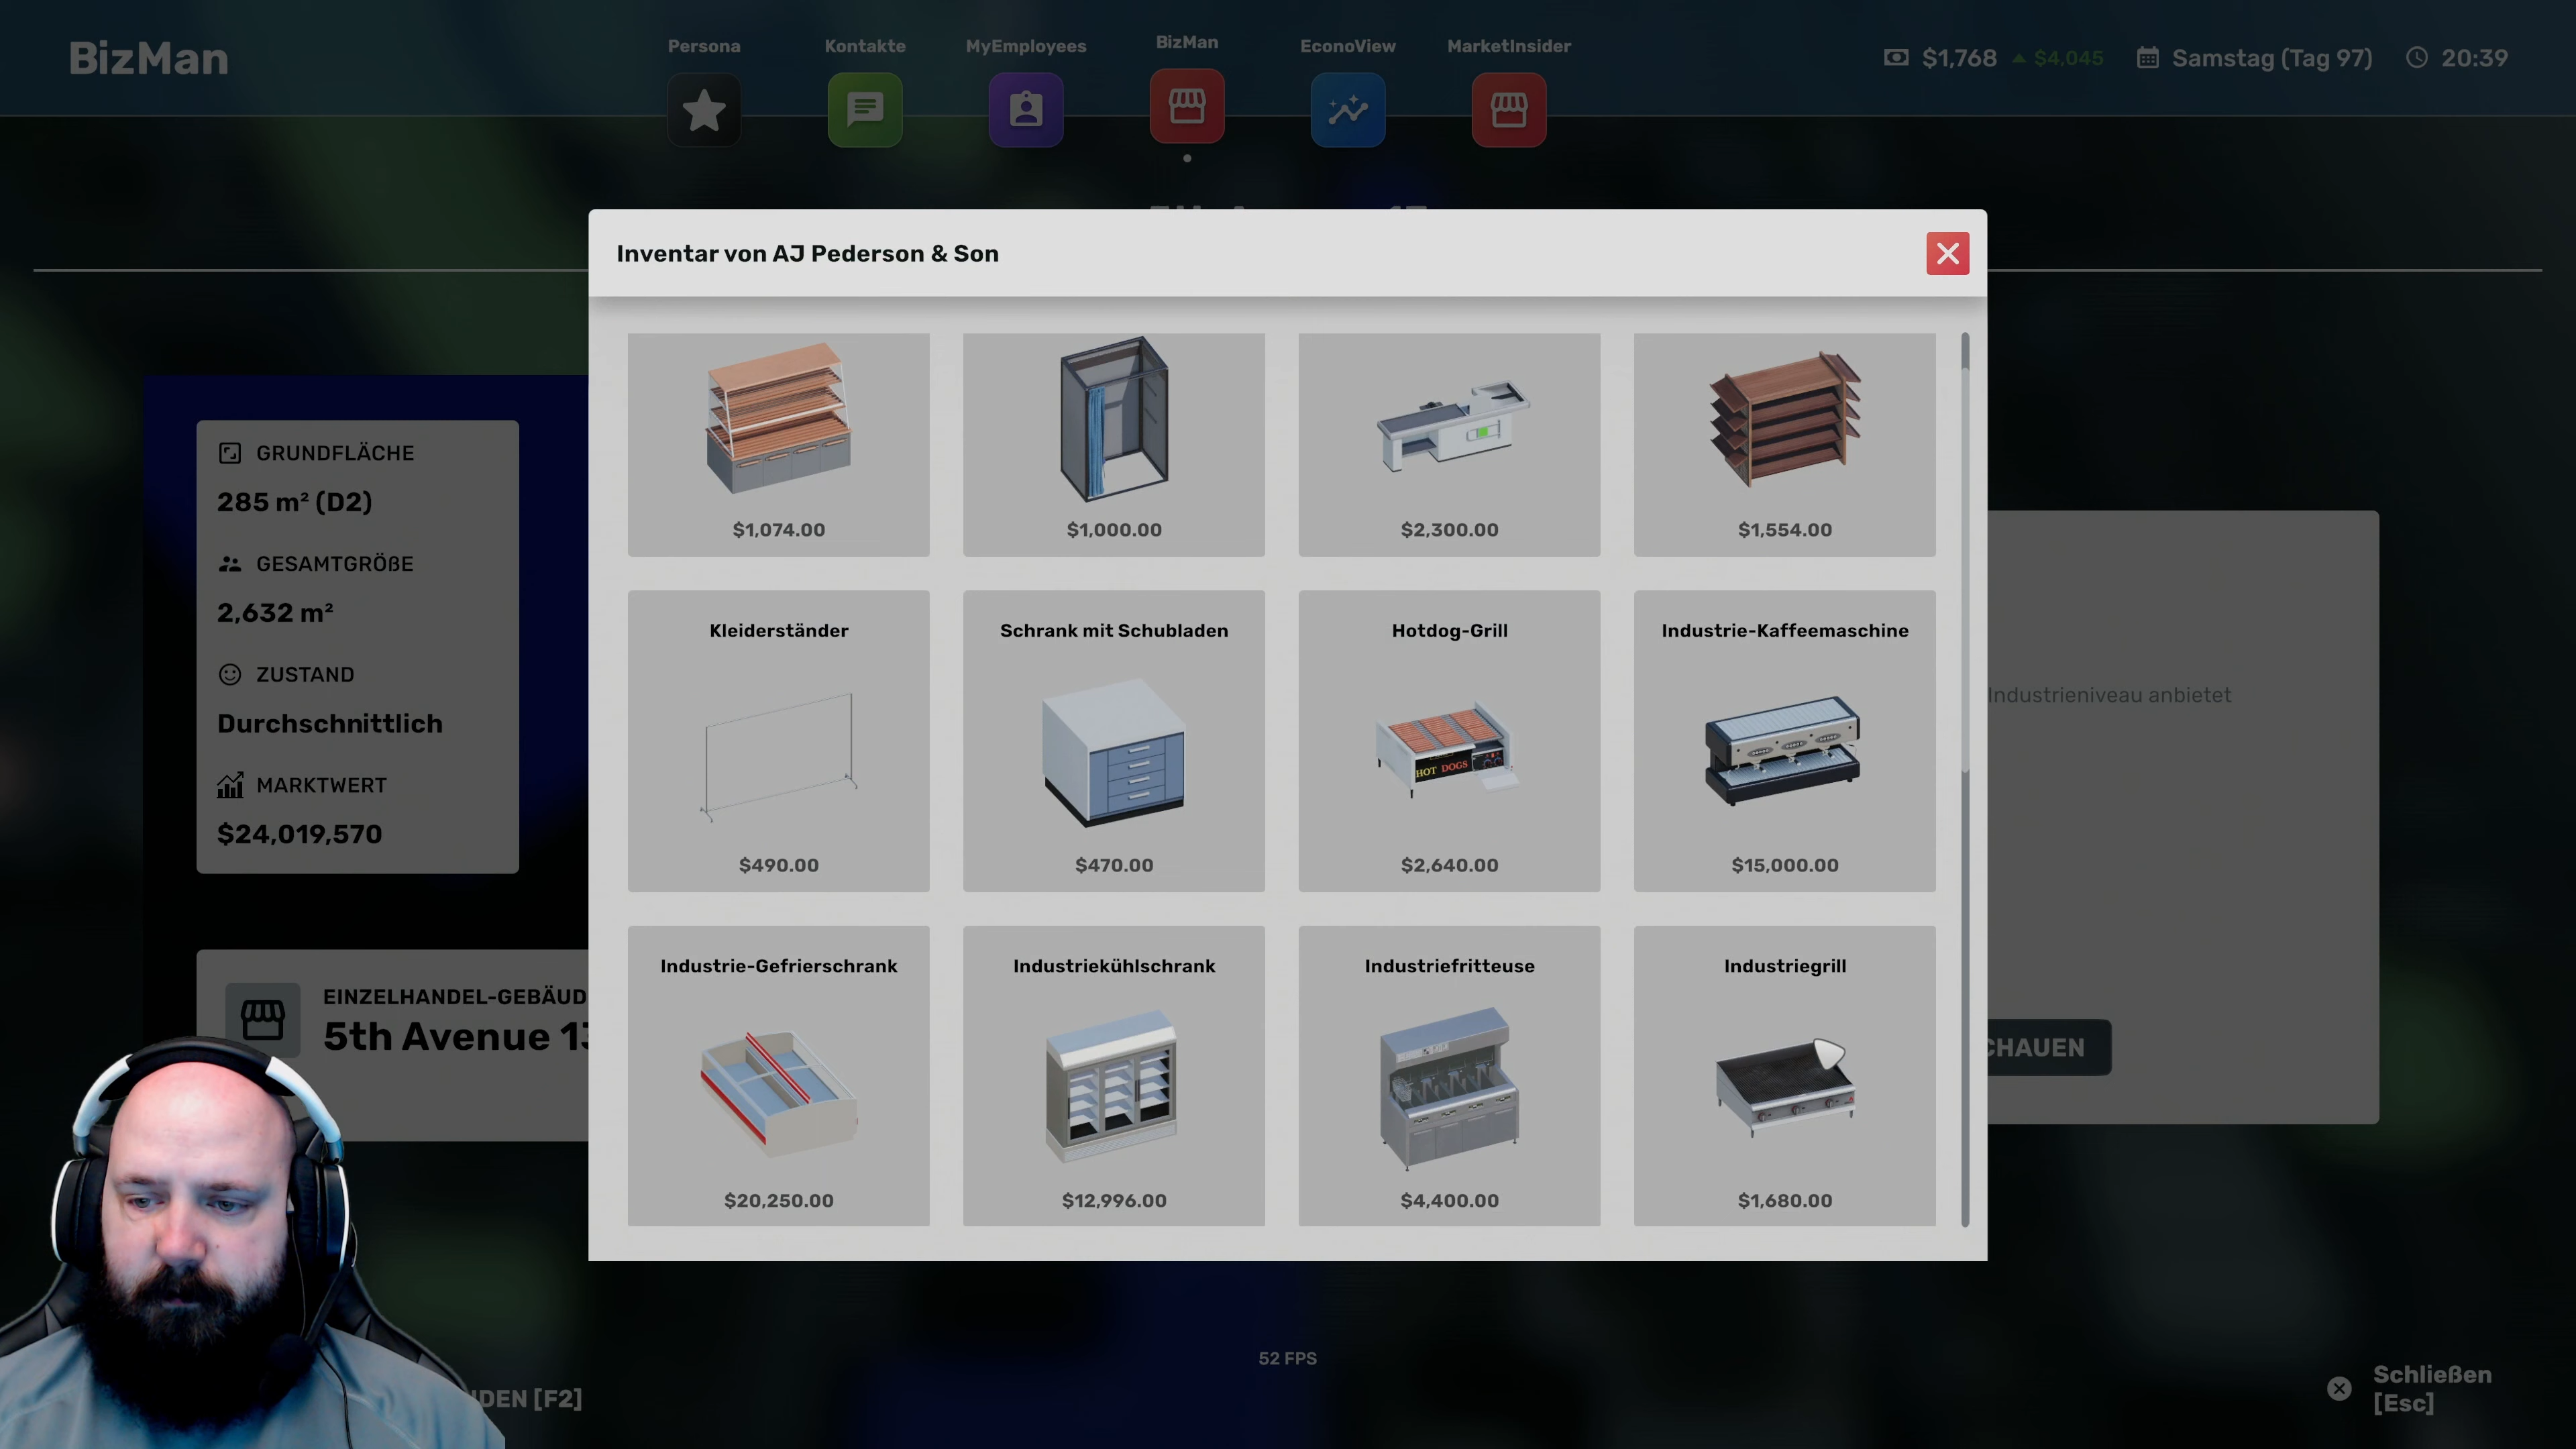 BizMan
Persona
Kontakte
MyEmployees
BizMan
EconoView
MarketInsider
$1,768 ▲ $4,045
Samstag (Tag 97)
20:39
Inventar von AJ Pederson & Son
$1,074.00
$1,000.00
$2,300.00
$1,554.00
Kleiderständer
Schrank mit Schubladen
Hotdog-Grill
Industrie-Kaffeemaschine
HOT DOGS
$490.00
$470.00
$2,640.00
$15,000.00
Industrie-Gefrierschrank
Industriekühlschrank
Industriefritteuse
Industriegrill
$20,250.00
$12,996.00
$4,400.00
$1,680.00
GRUNDFLÄCHE
285 m² (D2)
GESAMTGRÖßE
2,632 m²
ZUSTAND
Durchschnittlich
MARKTWERT
$24,019,570
EINZELHANDEL-GEBÄUD
5th Avenue 13
Industrieniveau anbietet
CHAUEN
52 FPS
DEN [F2]
Schließen
[Esc]